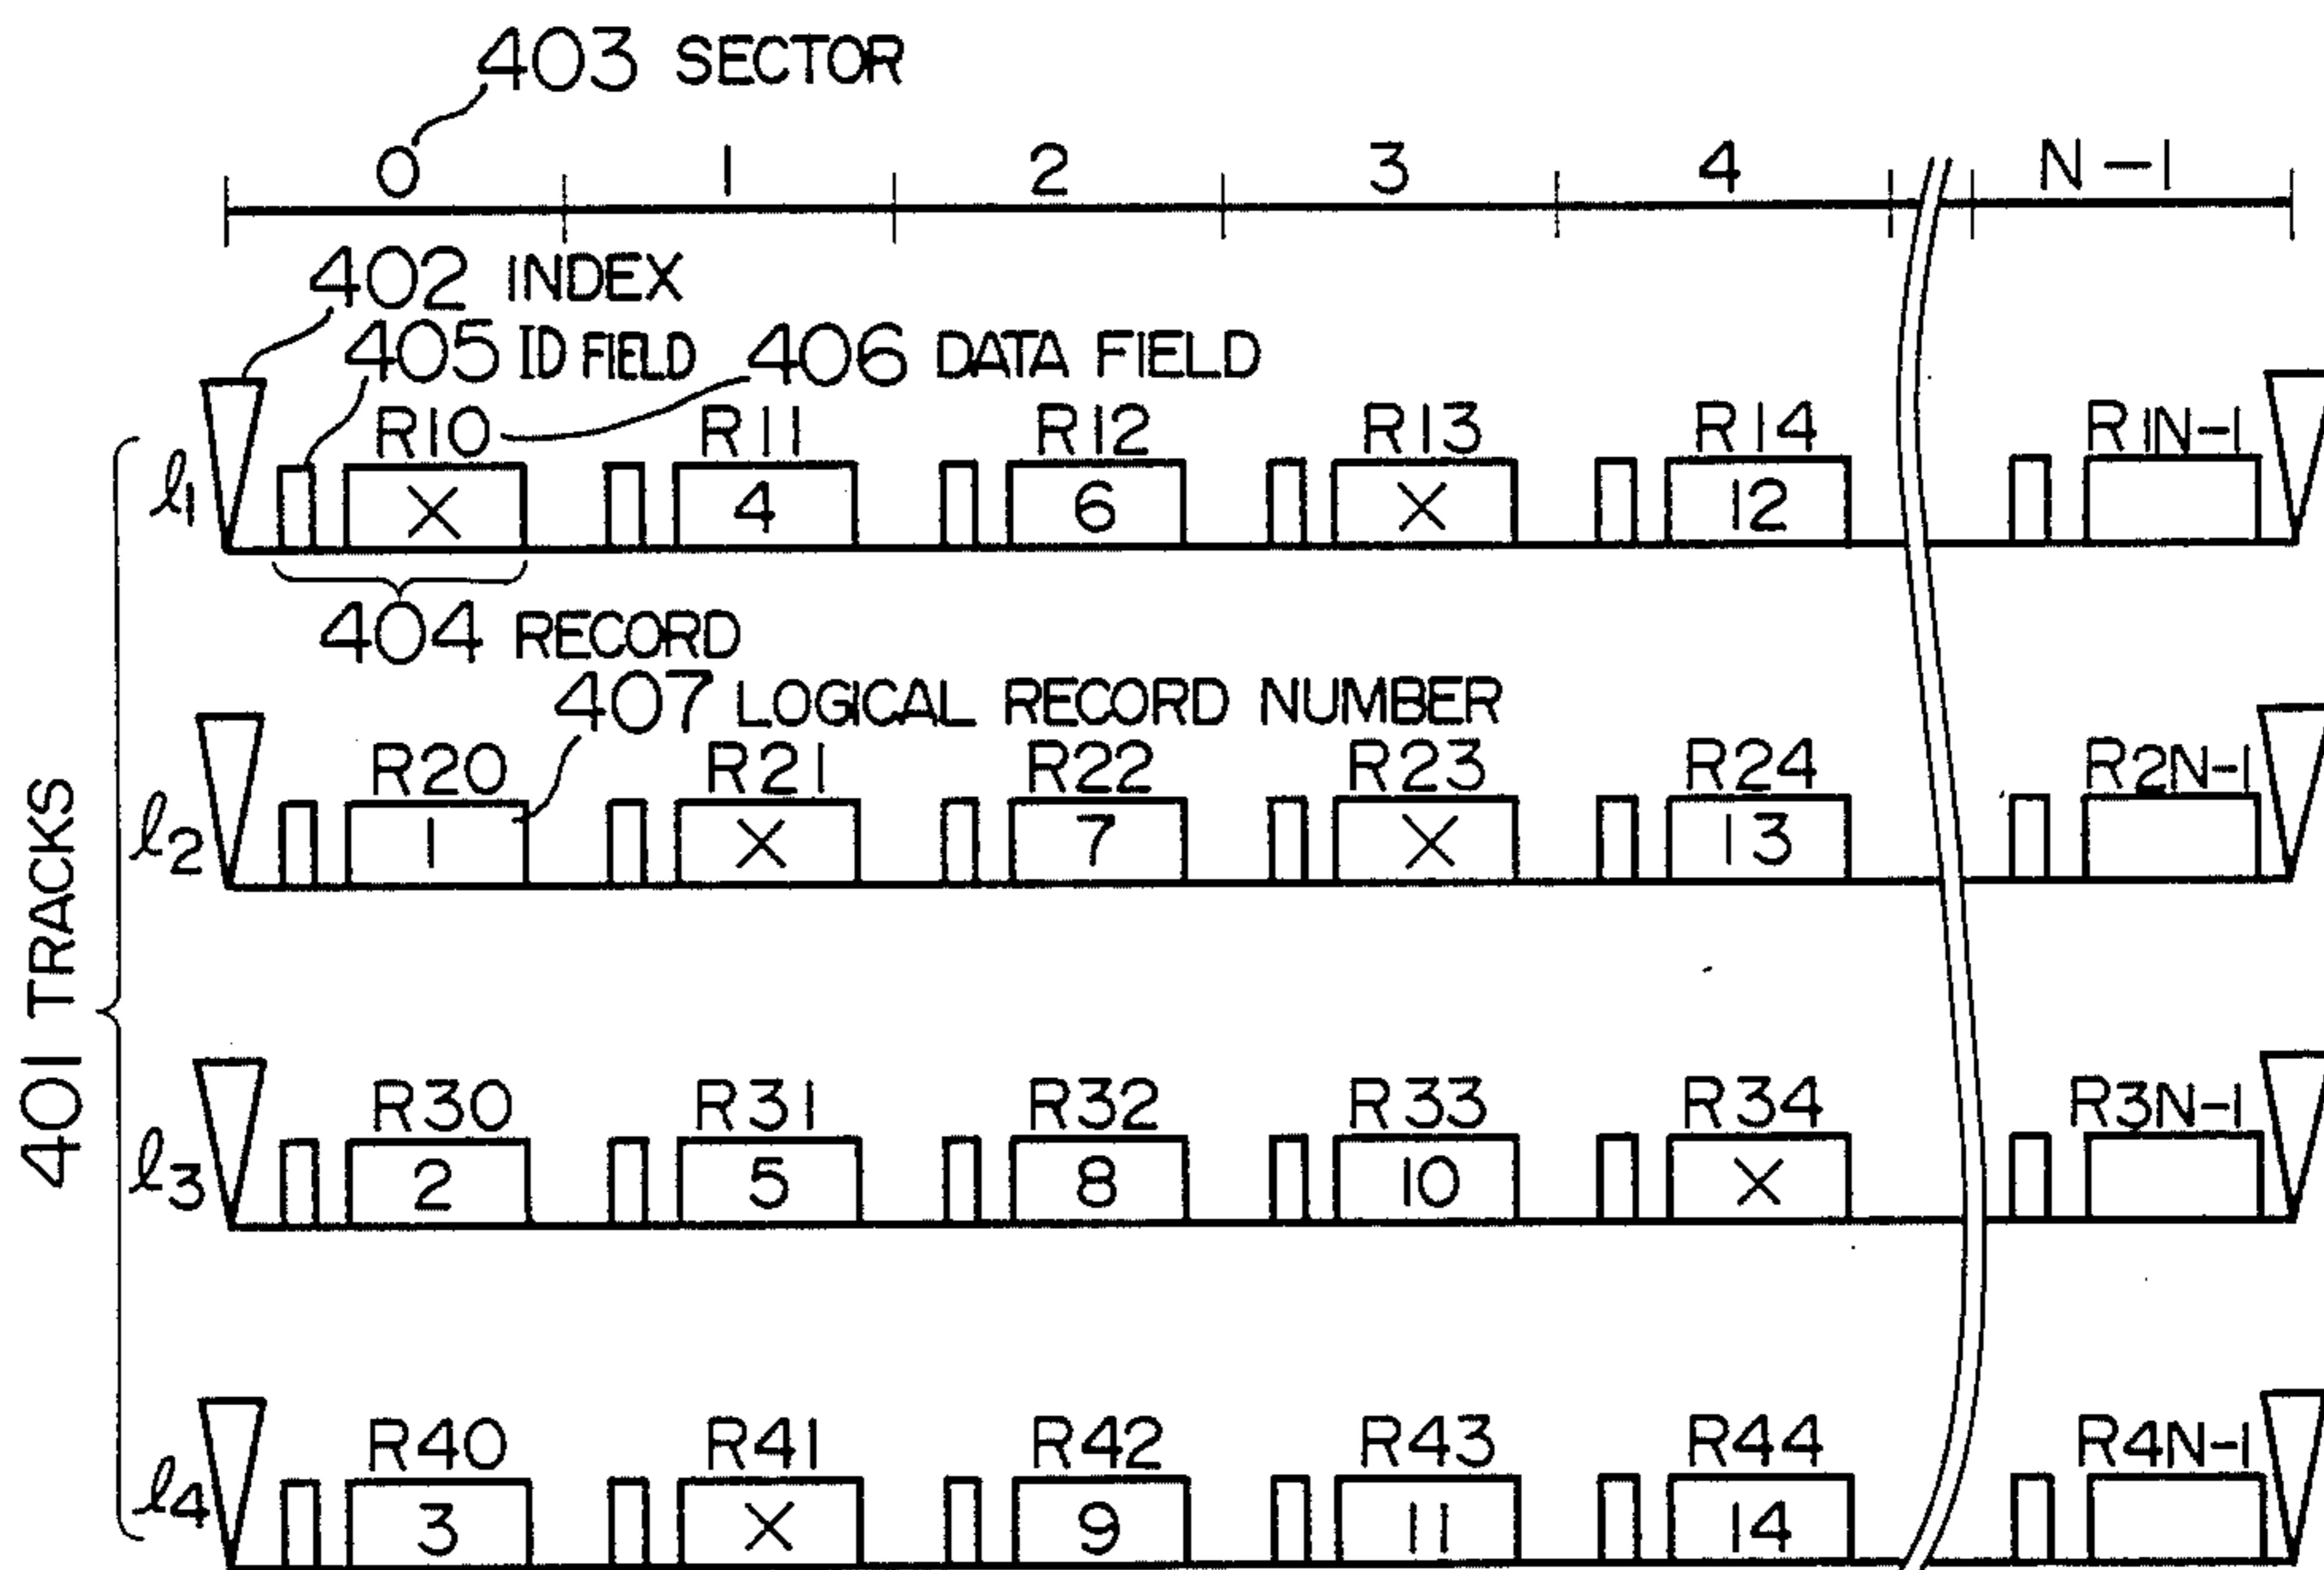 403 SECTOR
0 1 2 3 4 N-1
402 INDEX
405 ID FIELD 406 DATA FIELD
R10 R11 R12 R13 R14 R1N-1
ℓ1 X 4 6 X 12
404 RECORD
407 LOGICAL RECORD NUMBER
R20 R21 R22 R23 R24 R2N-1
ℓ2 1 X 7 X 13
401 TRACKS
R30 R31 R32 R33 R34 R3N-1
ℓ3 2 5 8 10 X
R40 R41 R42 R43 R44 R4N-1
ℓ4 3 X 9 11 14